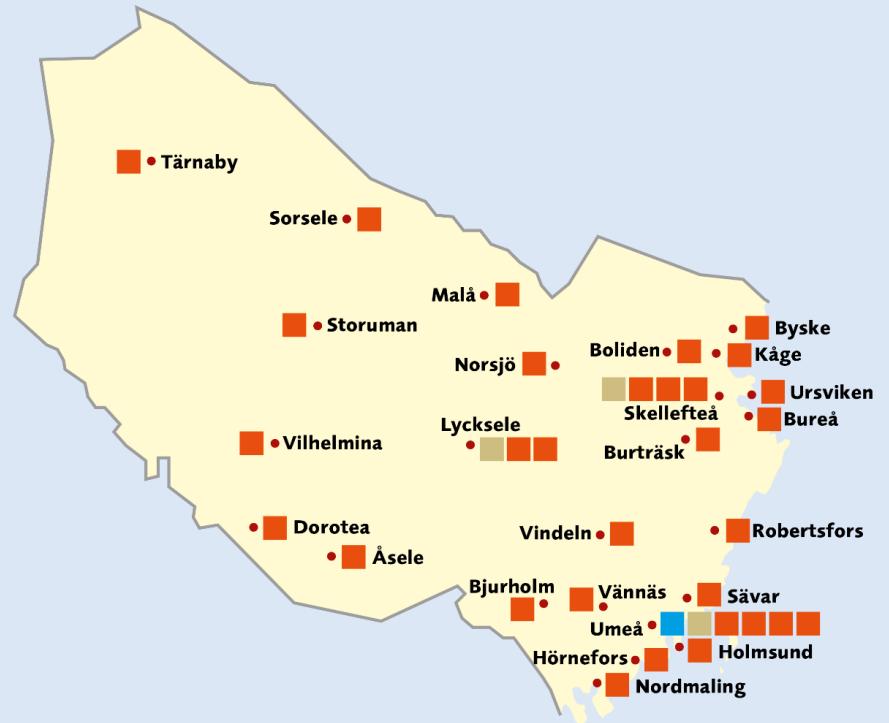 Tärnaby
Sorsele
Malå
Storuman
Byske
Boliden
Kåge
Norsjö
Ursviken
Skellefteå
Bureå
Lycksele
Vilhelmina
Burträsk
Dorotea
Vindeln
Robertsfors
Åsele
Bjurholm
Vännäs
Sävar
Umeå
Holmsund
Hörnefors
Nordmaling